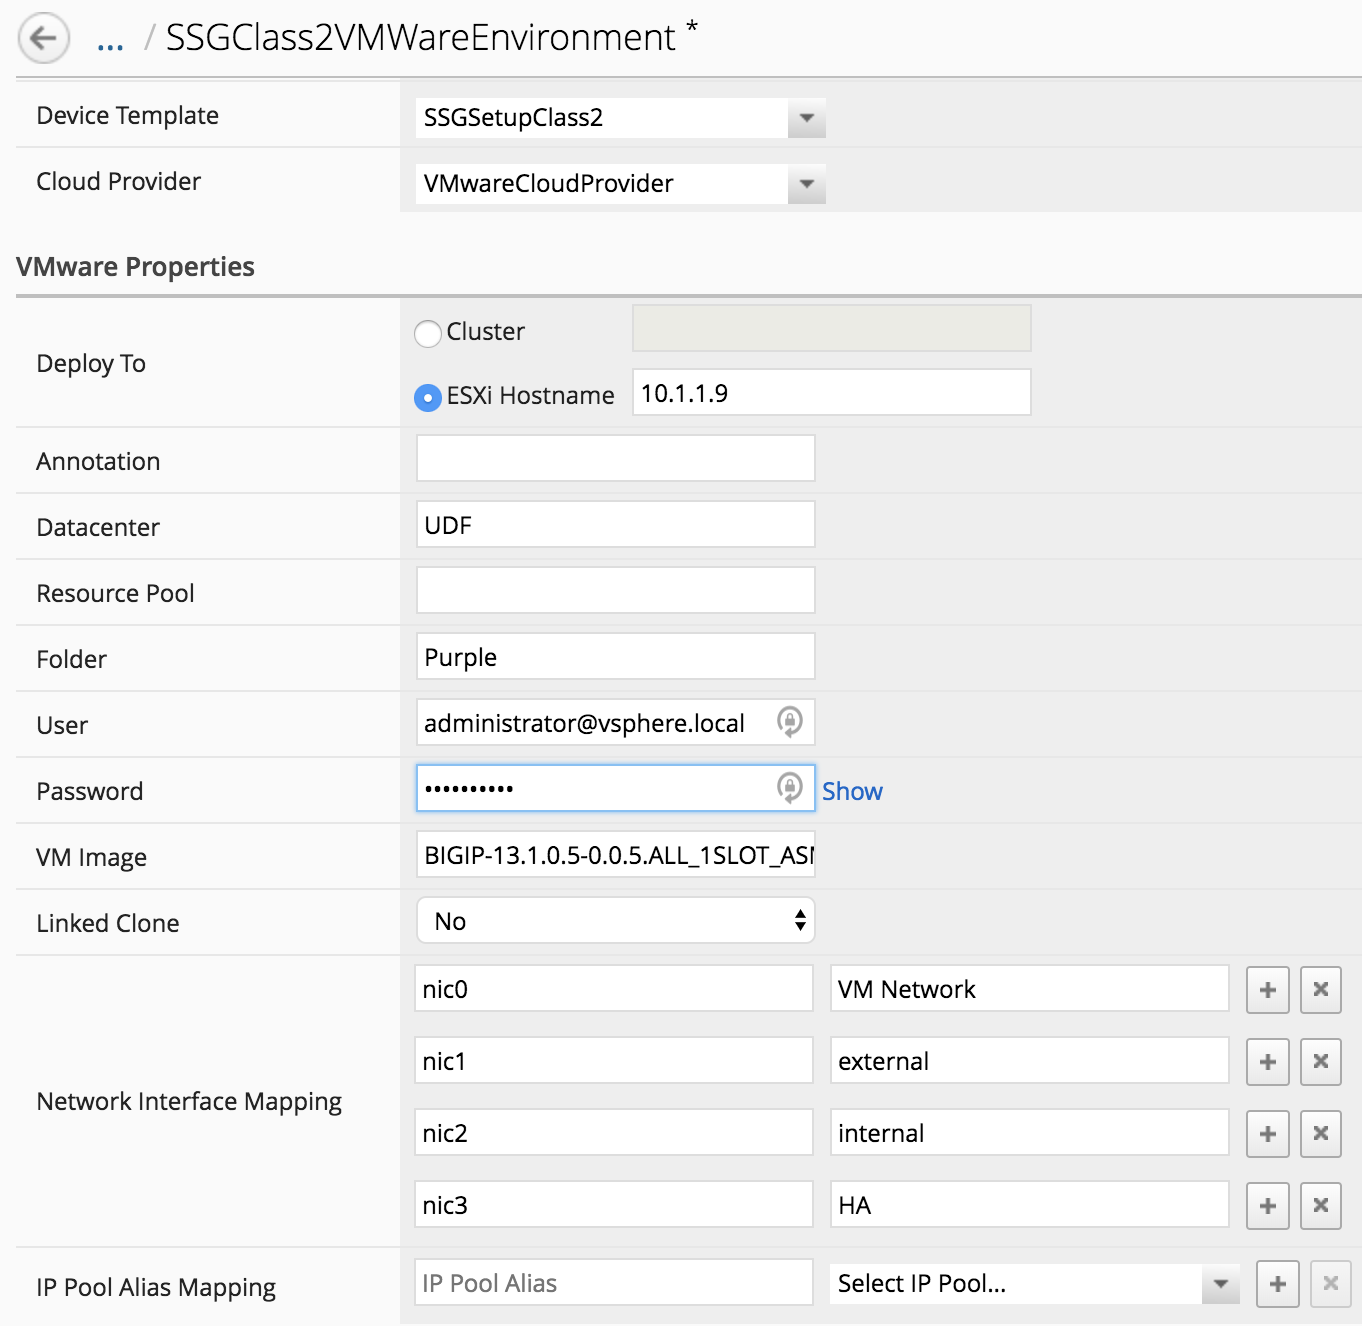 ... / SSGClass2VMWareEnvironment *
Device Template SSGSetupClass2
Cloud Provider VMwareCloudProvider
VMware Properties
Deploy To
Cluster
ESXi Hostname 10.1.1.9
Annotation
Datacenter UDF
Resource Pool
Folder Purple
User administrator@vsphere.local
Password •••••••••• Show
VM Image BIGIP-13.1.0.5-0.0.5.ALL_1SLOT_ASM
Linked Clone No
Network Interface Mapping
nic0 VM Network
nic1 external
nic2 internal
nic3 HA
IP Pool Alias Mapping IP Pool Alias Select IP Pool...